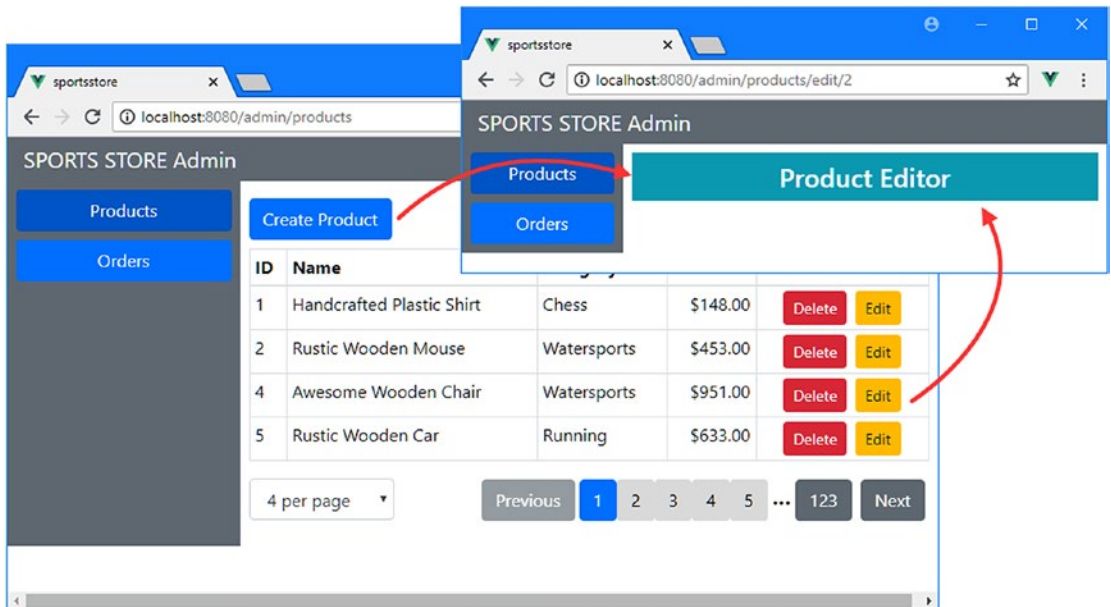 sportsstore
localhost:8080/admin/products
SPORTS STORE Admin
Products
Orders
Create Product
ID Name
1 Handcrafted Plastic Shirt Chess $148.00 Delete Edit
2 Rustic Wooden Mouse Watersports $453.00 Delete Edit
4 Awesome Wooden Chair Watersports $951.00 Delete Edit
5 Rustic Wooden Car Running $633.00 Delete Edit
4 per page Previous 1 2 3 4 5 ... 123 Next
sportsstore
localhost:8080/admin/products/edit/2
SPORTS STORE Admin
Products
Orders
Product Editor